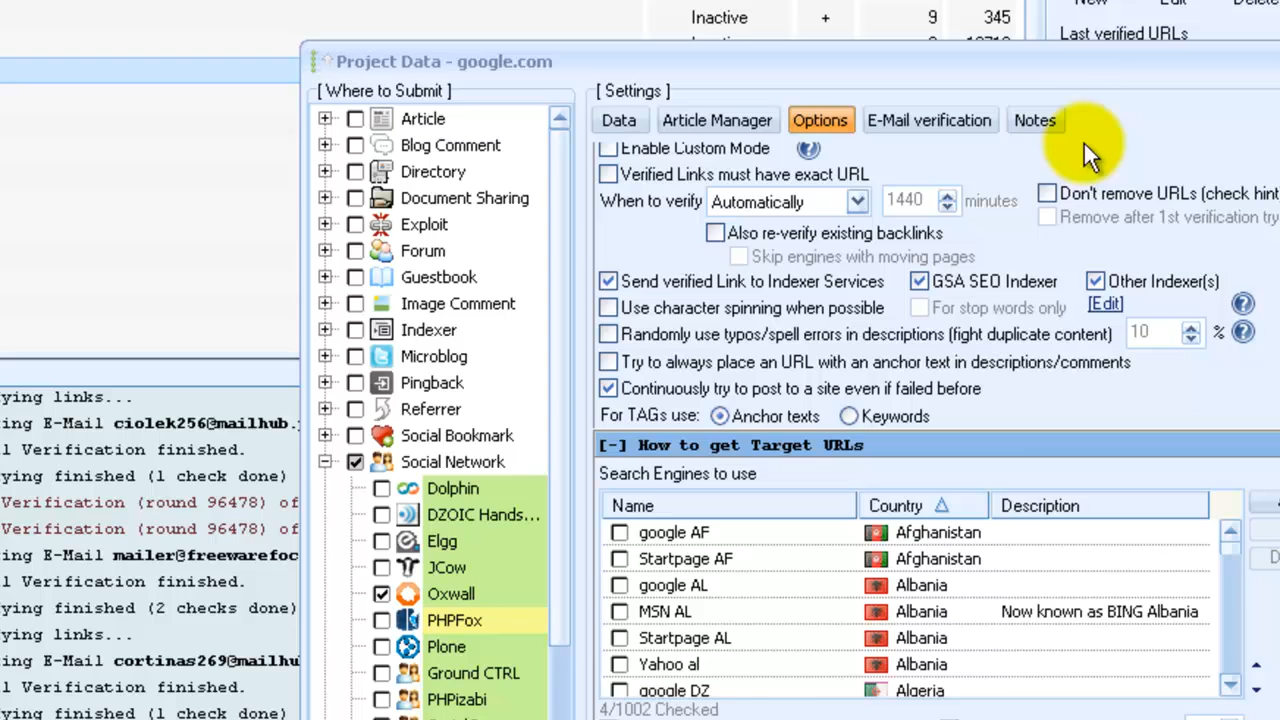 Inactive + 9 345
New Edit Delete
Last verified URLs
Project Data - google.com
[ Where to Submit ]
Article
Blog Comment
Directory
Document Sharing
Exploit
Forum
Guestbook
Image Comment
Indexer
Microblog
Pingback
Referrer
Social Bookmark
Social Network
Dolphin
DZOIC Hands...
Elgg
JCow
Oxwall
PHPFox
Plone
Ground CTRL
PHPizabi
[ Settings ]
Data Article Manager Options E-Mail verification Notes
Enable Custom Mode ?
Verified Links must have exact URL
When to verify Automatically 1440 minutes
Don't remove URLs (check hint
Remove after 1st verification try
Also re-verify existing backlinks
Skip engines with moving pages
Send verified Link to Indexer Services GSA SEO Indexer Other Indexer(s)
Use character spinning when possible For stop words only [Edit] ?
Randomly use typos/spell errors in descriptions (fight duplicate content) 10 % ?
Try to always place an URL with an anchor text in descriptions/comments
Continuously try to post to a site even if failed before
For TAGs use: Anchor texts Keywords
[-] How to get Target URLs
Search Engines to use
Name Country Description
google AF Afghanistan
Startpage AF Afghanistan
google AL Albania
MSN AL Albania Now known as BING Albania
Startpage AL Albania
Yahoo al Albania
google DZ Algeria
4/1002 Checked
ying links...
ing E-Mail ciolek256@mailhub.
l Verification finished.
ying finished (1 check done)
Verification (round 96478) of
Verification (round 96478) of
ing E-Mail mailer@freewarefoc
l Verification finished.
ying finished (2 checks done)
ying links...
ing E-Mail cortinas269@mailhu
l Verification finished.
ying finished (1 check done)